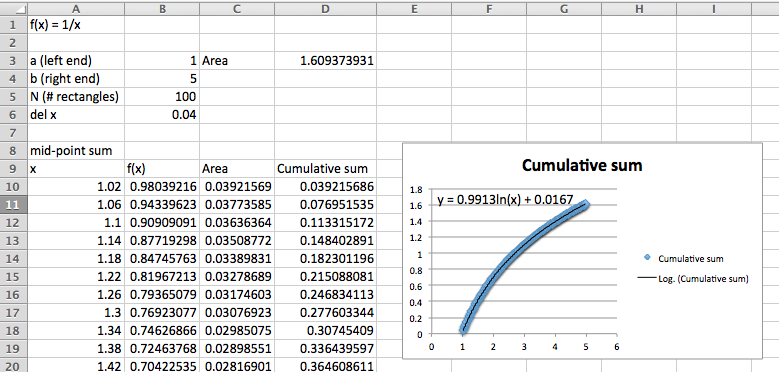 A B C D E F G H I
1 f(x) = 1/x
2
3 a (left end) 1 Area 1.609373931
4 b (right end) 5
5 N (# rectangles) 100
6 del x 0.04
7
8 mid-point sum
9 x f(x) Area Cumulative sum
10 1.02 0.98039216 0.03921569 0.039215686
11 1.06 0.94339623 0.03773585 0.076951535
12 1.1 0.90909091 0.03636364 0.113315172
13 1.14 0.87719298 0.03508772 0.148402891
14 1.18 0.84745763 0.03389831 0.182301196
15 1.22 0.81967213 0.03278689 0.215088081
16 1.26 0.79365079 0.03174603 0.246834113
17 1.3 0.76923077 0.03076923 0.277603344
18 1.34 0.74626866 0.02985075 0.30745409
19 1.38 0.72463768 0.02898551 0.336439597
20 1.42 0.70422535 0.02816901 0.364608611
Cumulative sum
y = 0.9913ln(x) + 0.0167
1.8
1.6
1.4
1.2
1
0.8
0.6
0.4
0.2
0
0 1 2 3 4 5 6
Cumulative sum
Log. (Cumulative sum)